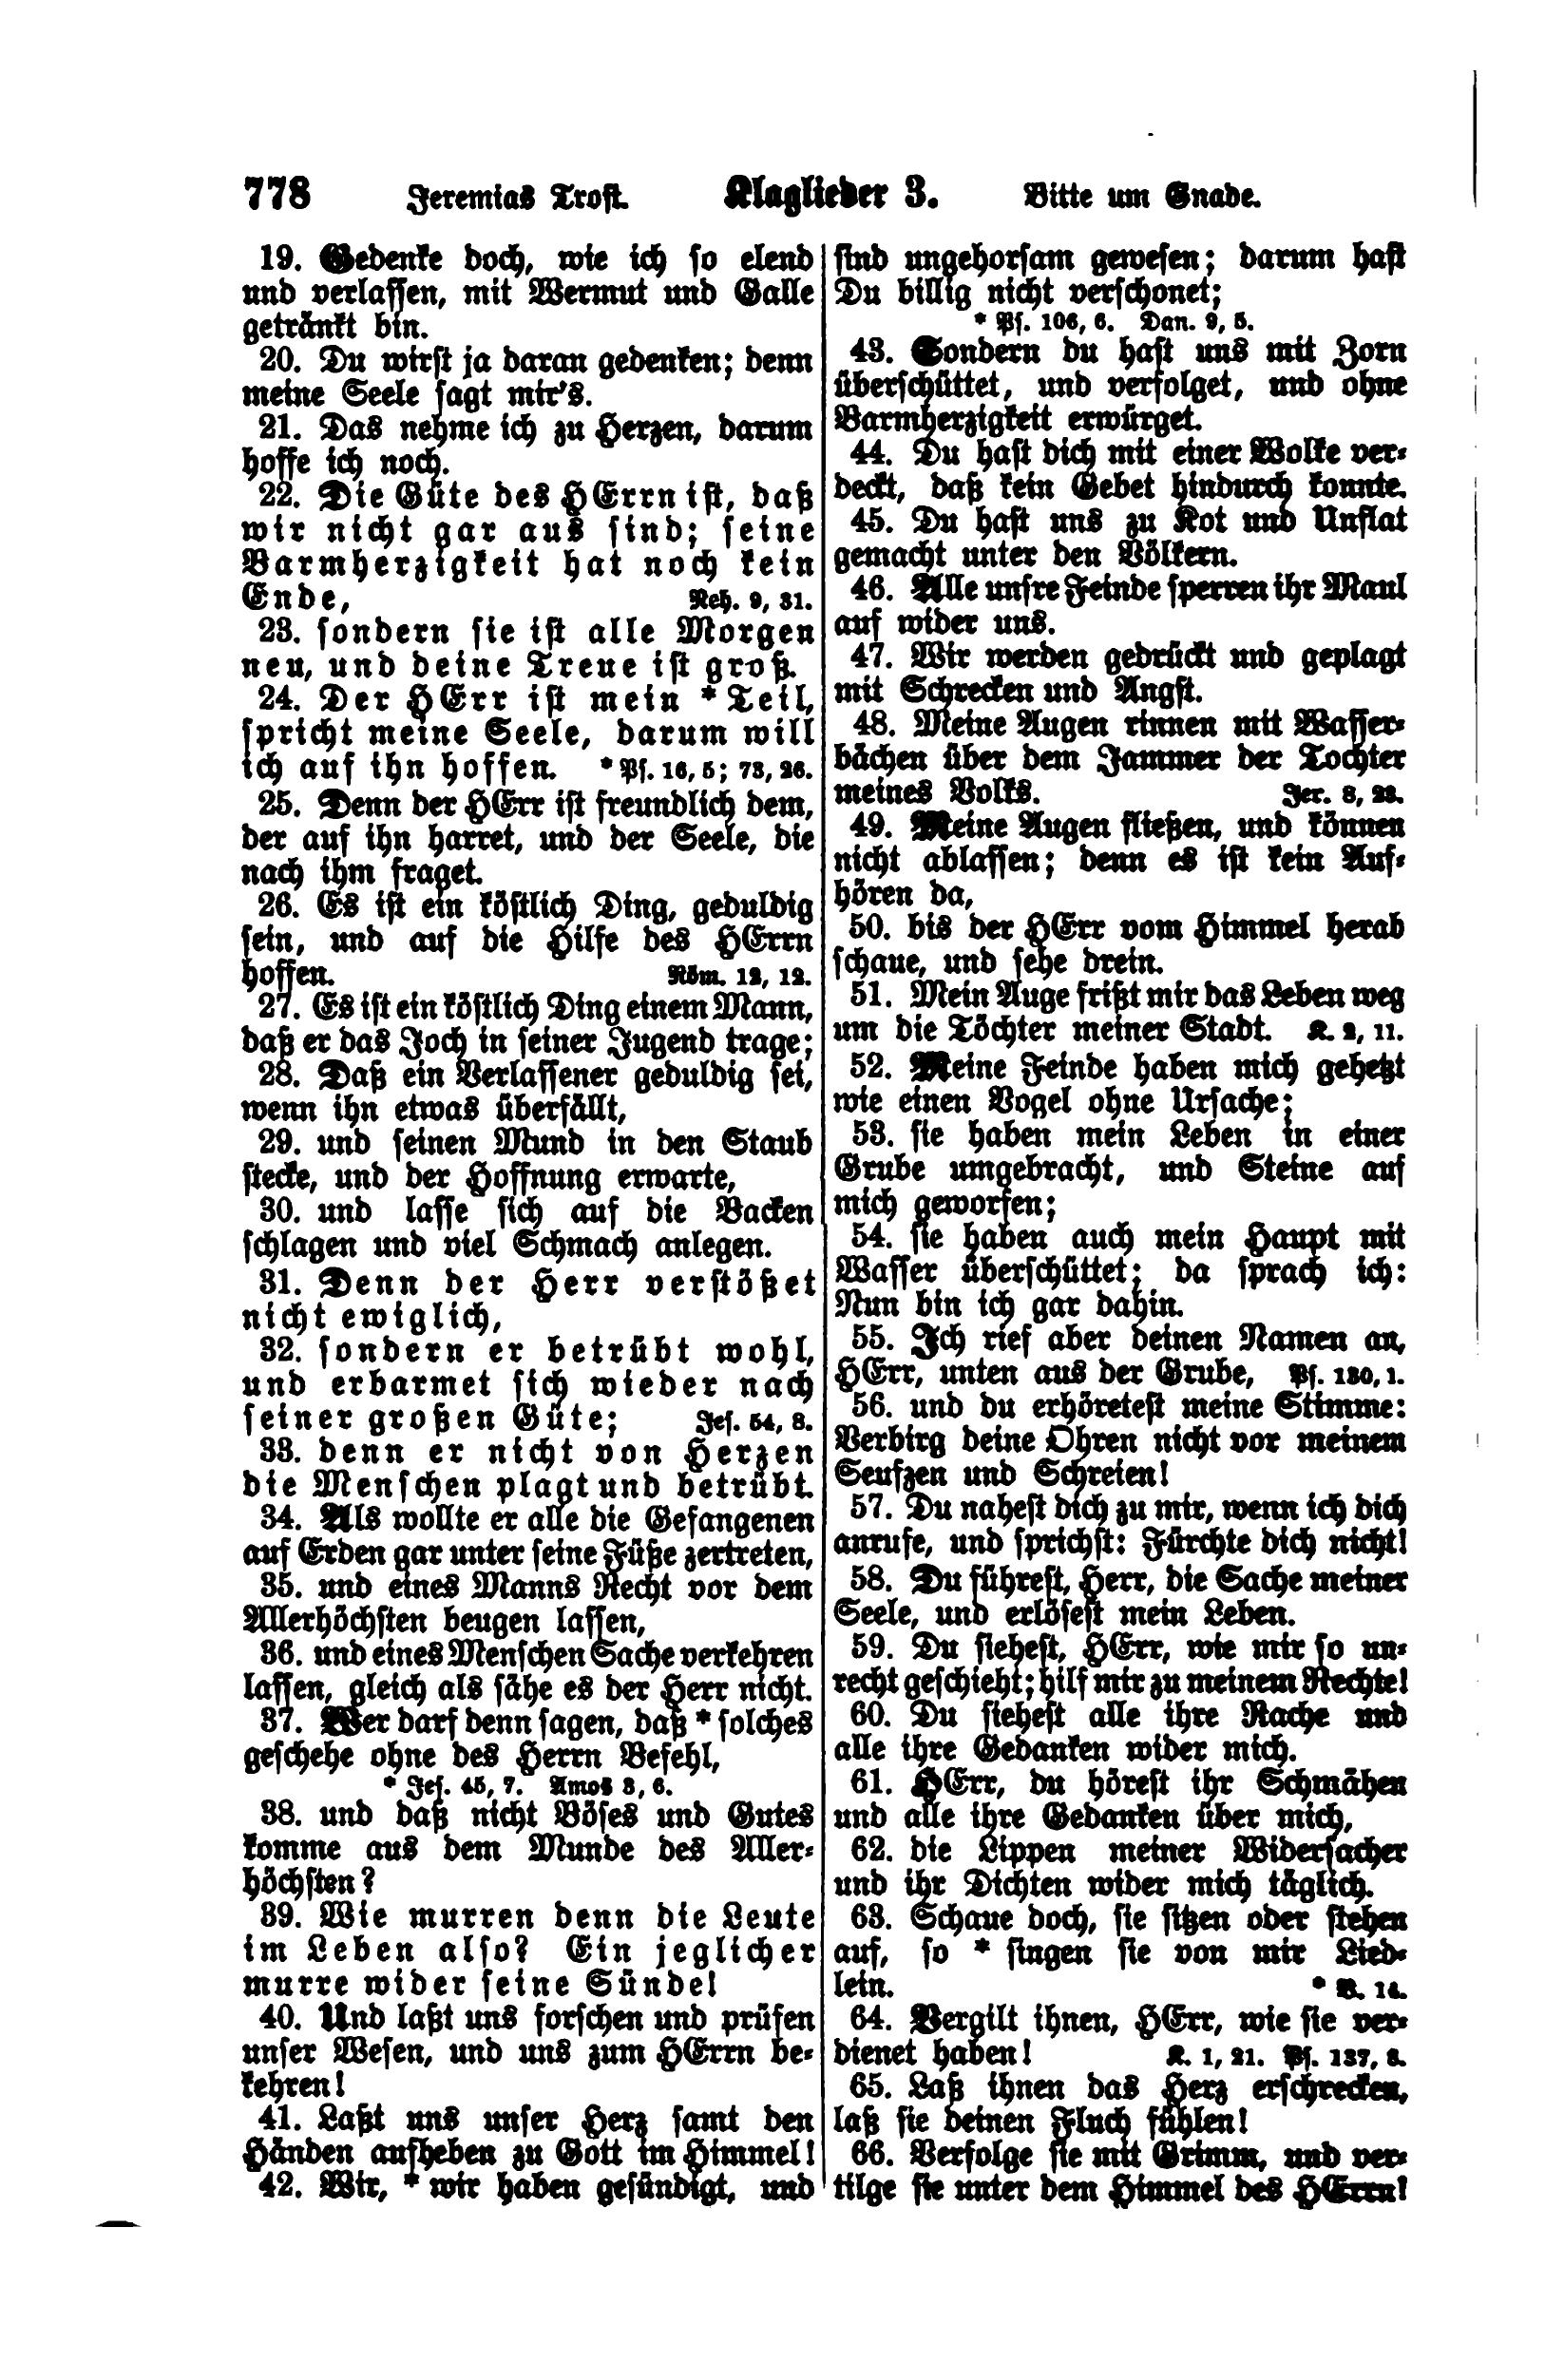 778 Jeremias Trost. Klaglieder 3. Bitte um Gnade.
19. Gedenke doch, wie ich so elend
und verlassen, mit Wermut und Galle
getränkt bin.
20. Du wirst ja daran gedenken; denn
meine Seele sagt mir's.
21. Das nehme ich zu Herzen, darum
hoffe ich noch.
22. Die Güte des HErrn ist, daß
wir nicht gar aus sind; seine
Barmherzigkeit hat noch kein
Ende, Neh. 9, 31.
23. sondern sie ist alle Morgen
neu, und deine Treue ist groß.
24. Der HErr ist mein * Teil,
spricht meine Seele, darum will
ich auf ihn hoffen. * Ps. 16, 5; 73, 26.
25. Denn der HErr ist freundlich dem,
der auf ihn harret, und der Seele, die
nach ihm fraget.
26. Es ist ein köstlich Ding, geduldig
sein, und auf die Hilfe des HErrn
hoffen. Röm. 12, 12.
27. Es ist ein köstlich Ding einem Mann,
daß er das Joch in seiner Jugend trage;
28. Daß ein Verlassener geduldig sei,
wenn ihn etwas überfällt,
29. und seinen Mund in den Staub
stecke, und der Hoffnung erwarte,
30. und lasse sich auf die Backen
schlagen und viel Schmach anlegen.
31. Denn der Herr verstößet
nicht ewiglich,
32. sondern er betrübt wohl,
und erbarmet sich wieder nach
seiner großen Güte; Jes. 54, 8.
33. denn er nicht von Herzen
die Menschen plagt und betrübt.
34. Als wollte er alle die Gefangenen
auf Erden gar unter seine Füße zertreten,
35. und eines Manns Recht vor dem
Allerhöchsten beugen lassen,
36. und eines Menschen Sache verkehren
lassen, gleich als sähe es der Herr nicht.
37. Wer darf denn sagen, daß * solches
geschehe ohne des Herrn Befehl,
* Jes. 45, 7. Amos 3, 6.
38. und daß nicht Böses und Gutes
komme aus dem Munde des Aller-
höchsten?
39. Wie murren denn die Leute
im Leben also? Ein jeglicher
murre wider seine Sünde!
40. Und laßt uns forschen und prüfen
unser Wesen, und uns zum HErrn be-
kehren!
41. Laßt uns unser Herz samt den
Händen aufheben zu Gott im Himmel!
42. Wir, * wir haben gesündigt, und
sind ungehorsam gewesen; darum hast
Du billig nicht verschonet;
* Ps. 106, 6. Dan. 9, 5.
43. Sondern du hast uns mit Zorn
überschüttet, und verfolget, und ohne
Barmherzigkeit erwürget.
44. Du hast dich mit einer Wolke ver-
deckt, daß kein Gebet hindurch konnte.
45. Du hast uns zu Kot und Unflat
gemacht unter den Völkern.
46. Alle unsre Feinde sperren ihr Maul
auf wider uns.
47. Wir werden gedrückt und geplagt
mit Schrecken und Angst.
48. Meine Augen rinnen mit Wasser-
bächen über dem Jammer der Tochter
meines Volks. Jer. 8, 23.
49. Meine Augen fließen, und können
nicht ablassen; denn es ist kein Auf-
hören da,
50. bis der HErr vom Himmel herab
schaue, und sehe drein.
51. Mein Auge frißt mir das Leben weg
um die Töchter meiner Stadt. K. 2, 11.
52. Meine Feinde haben mich gehetzt
wie einen Vogel ohne Ursache;
53. sie haben mein Leben in einer
Grube umgebracht, und Steine auf
mich geworfen;
54. sie haben auch mein Haupt mit
Wasser überschüttet; da sprach ich:
Nun bin ich gar dahin.
55. Ich rief aber deinen Namen an,
HErr, unten aus der Grube, Ps. 130, 1.
56. und du erhöretest meine Stimme:
Verbirg deine Ohren nicht vor meinem
Seufzen und Schreien!
57. Du nahest dich zu mir, wenn ich dich
anrufe, und sprichst: Fürchte dich nicht!
58. Du führest, Herr, die Sache meiner
Seele, und erlösest mein Leben.
59. Du siehest, HErr, wie mir so un-
recht geschieht; hilf mir zu meinem Rechte!
60. Du siehest alle ihre Rache und
alle ihre Gedanken wider mich.
61. HErr, du hörest ihr Schmähen
und alle ihre Gedanken über mich,
62. die Lippen meiner Widersacher
und ihr Dichten wider mich täglich.
63. Schaue doch, sie sitzen oder stehen
auf, so * singen sie von mir Lied-
lein. * V. 14.
64. Vergilt ihnen, HErr, wie sie ver-
dienet haben! K. 1, 21. Ps. 137, 8.
65. Laß ihnen das Herz erschrecken,
laß sie deinen Fluch fühlen!
66. Verfolge sie mit Grimm, und ver-
tilge sie unter dem Himmel des HErrn!